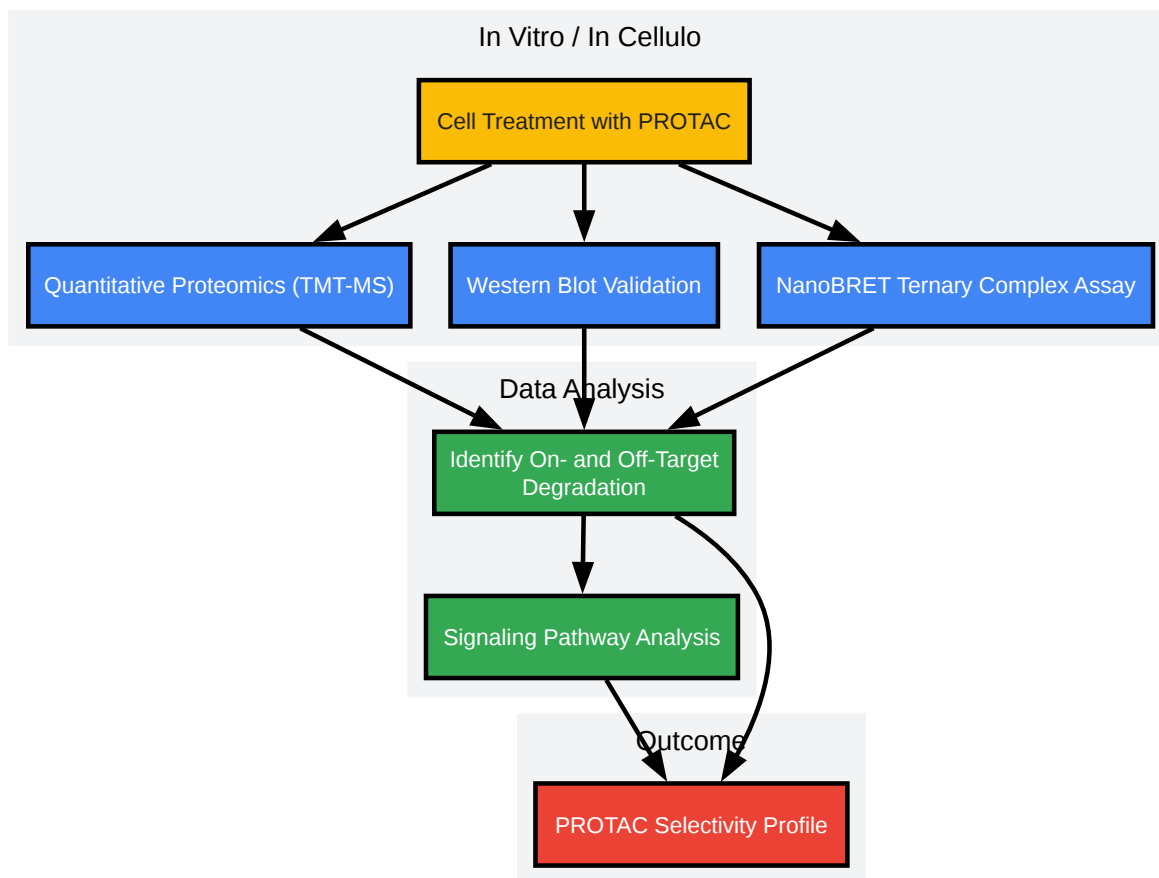 In Vitro / In Cellulo
Cell Treatment with PROTAC
Quantitative Proteomics (TMT-MS)
Western Blot Validation
NanoBRET Ternary Complex Assay
Data Analysis
Identify On- and Off-Target
Degradation
Signaling Pathway Analysis
Outcome
PROTAC Selectivity Profile